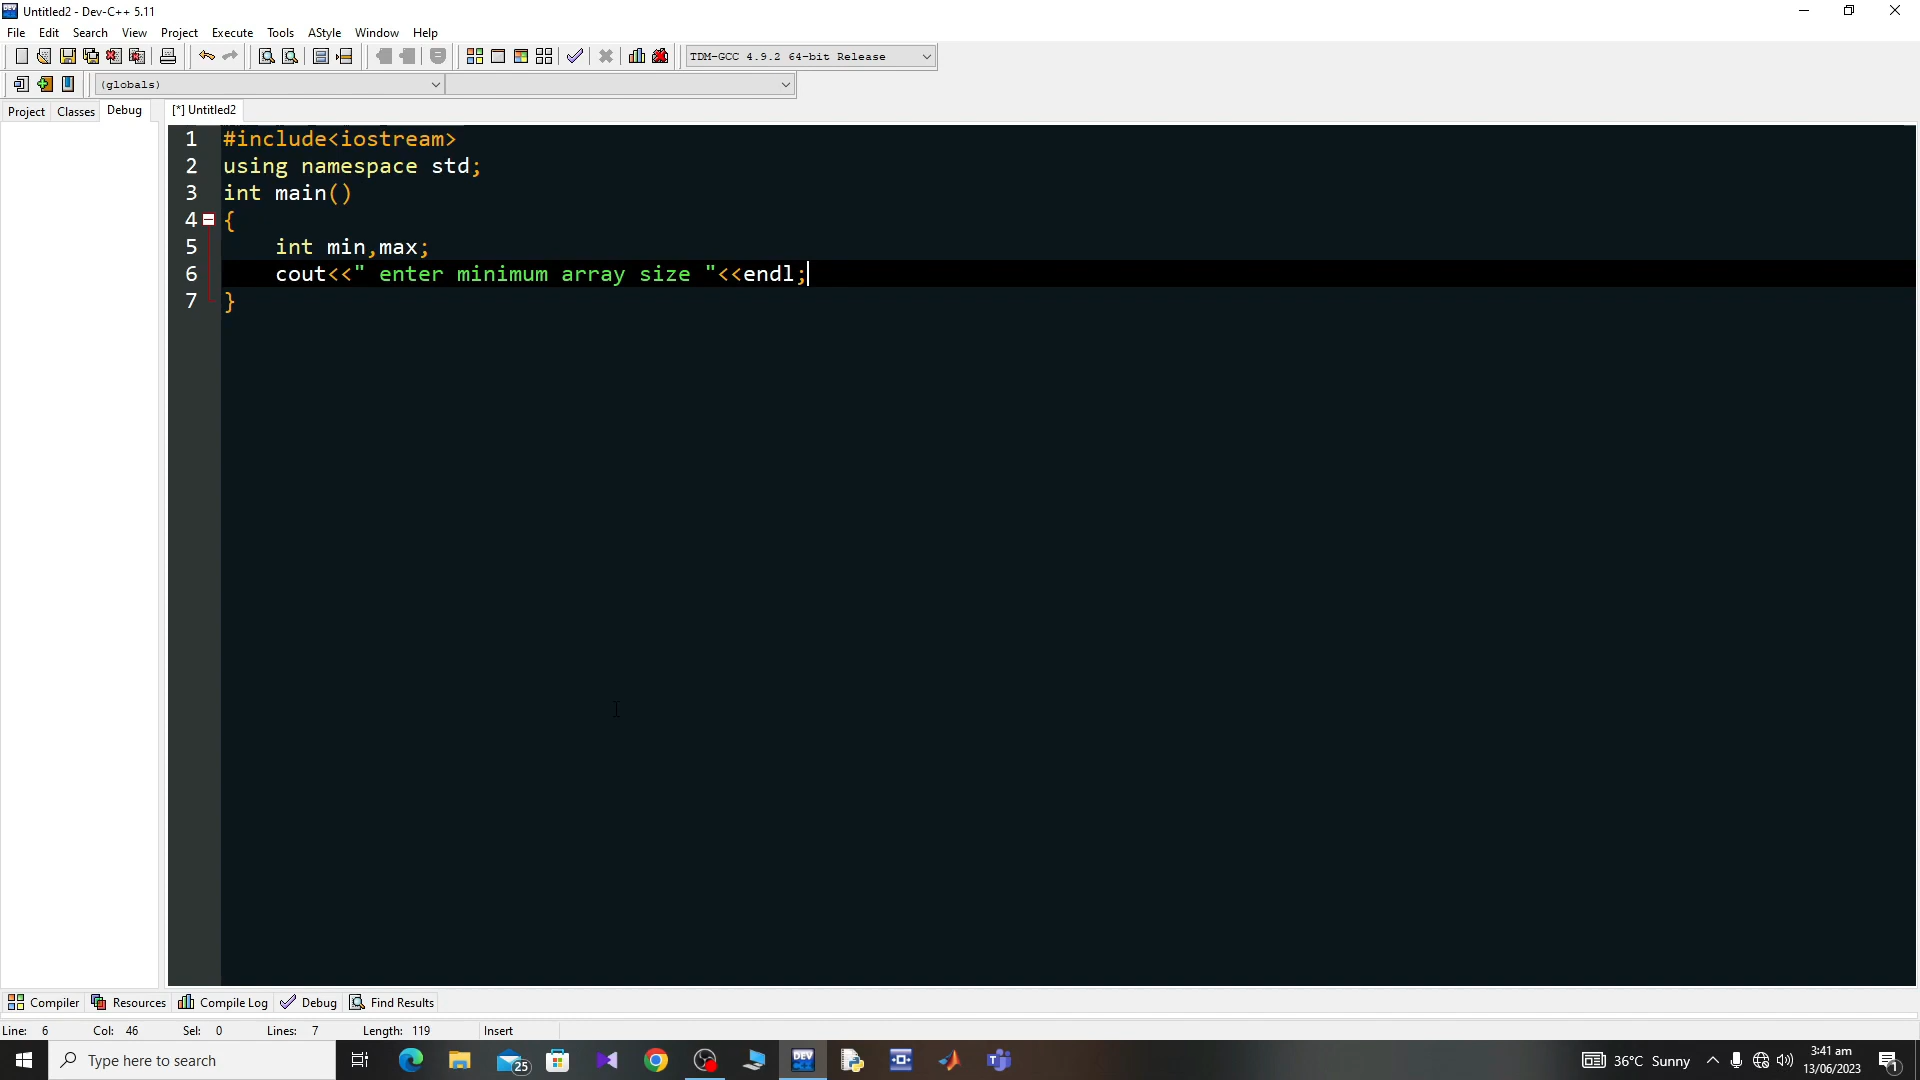 Untitled2 - Dev-C++ 5.11
File Edit Search View Project Execute Tools AStyle Window Help
TDM-GCC 4.9.2 64-bit Release
(globals)
Project Classes Debug [*] Untitled2
1 #include<iostream>
2 using namespace std;
3 int main()
4 {
5 int min,max;
6 cout<<" enter minimum array size "<<endl;
7 }
Compiler Resources Compile Log Debug Find Results
Line: 6 Col: 46 Sel: 0 Lines: 7 Length: 119 Insert
Type here to search 25 DEV 36°C Sunny 3:41 am
13/06/2023 1